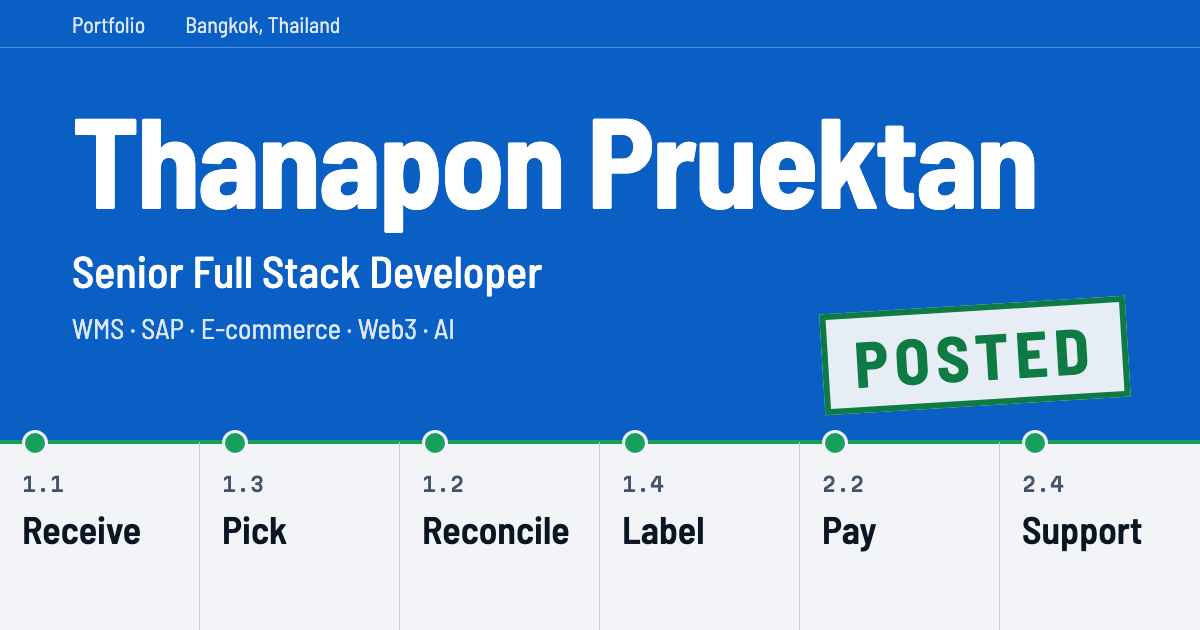 Portfolio Bangkok, Thailand
Thanapon Pruektan
Senior Full Stack Developer
WMS · SAP · E-commerce · Web3 · AI
POSTED
1.1 1.3 1.2 1.4 2.2 2.4
Receive Pick Reconcile Label Pay Support